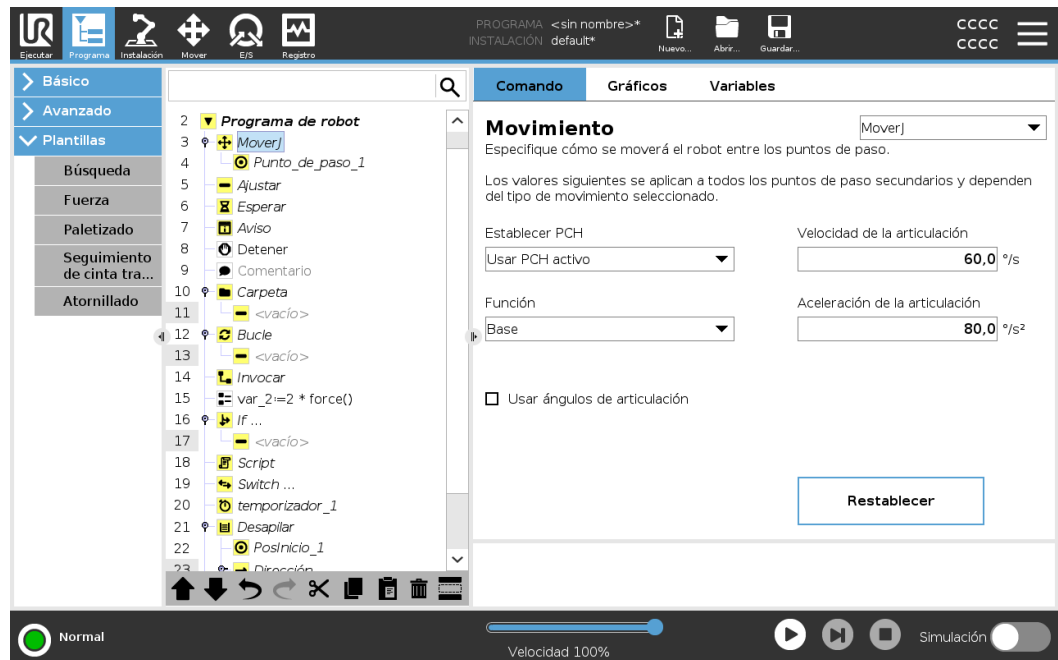 PROGRAMA <sin nombre>*
INSTALACIÓN default*
cccc
cccc
Ejecutar Programa Instalación Mover E/S Registro Nuevo... Abrir... Guardar...
Básico
Avanzado
Plantillas
Búsqueda
Fuerza
Paletizado
Seguimiento
de cinta tra...
Atornillado
2 Programa de robot
3 MoverJ
4 Punto_de_paso_1
5 Ajustar
6 Esperar
7 Aviso
8 Detener
9 Comentario
10 Carpeta
11 <vacío>
12 Bucle
13 <vacío>
14 Invocar
15 var_2:=2 * force()
16 If ...
17 <vacío>
18 Script
19 Switch ...
20 temporizador_1
21 Desapilar
22 PosInicio_1
23 Dirección
Comando Gráficos Variables
Movimiento
MoverJ
Especifique cómo se moverá el robot entre los puntos de paso.
Los valores siguientes se aplican a todos los puntos de paso secundarios y dependen
del tipo de movimiento seleccionado.
Establecer PCH
Usar PCH activo
Velocidad de la articulación
60,0 °/s
Función
Base
Aceleración de la articulación
80,0 °/s²
Usar ángulos de articulación
Restablecer
Normal
Velocidad 100%
Simulación